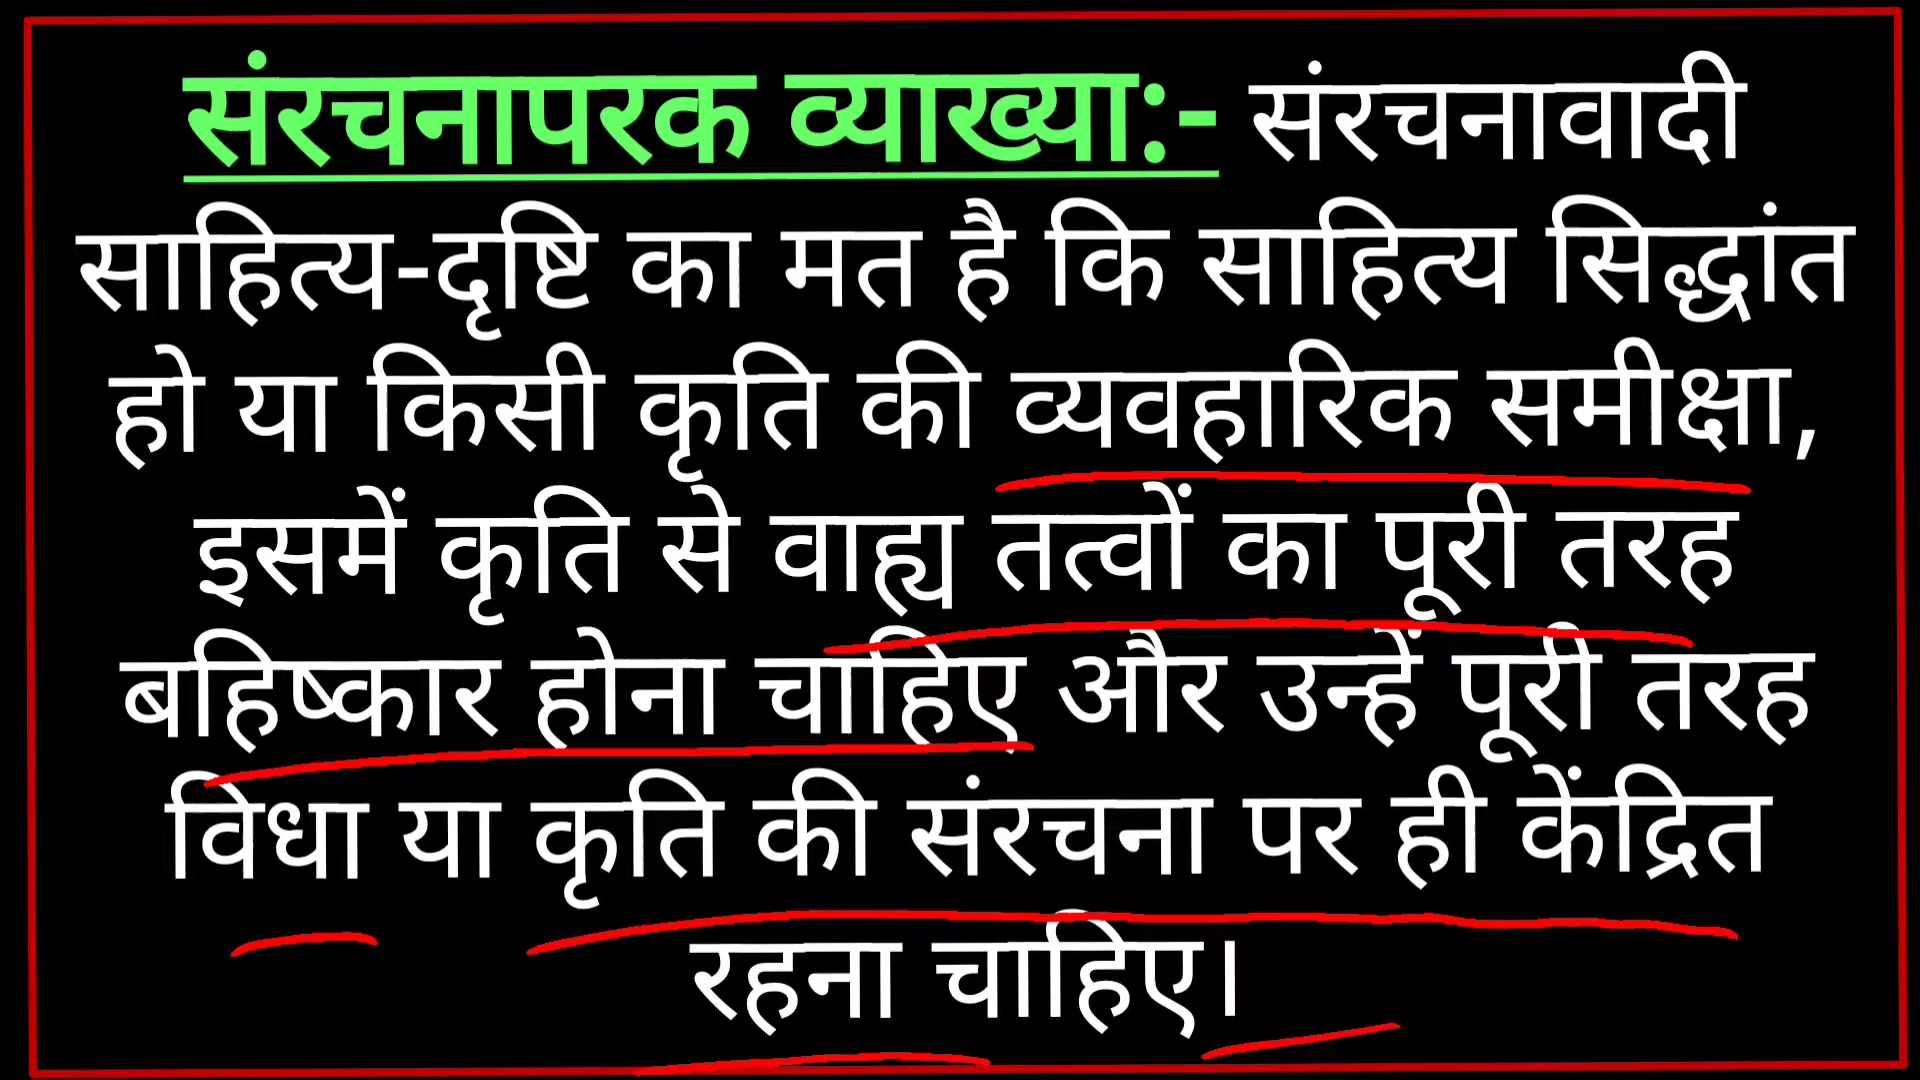 संरचनापरक व्याख्या:- संरचनावादी
साहित्य-दृष्टि का मत है कि साहित्य सिद्धांत
हो या किसी कृति की व्यवहारिक समीक्षा,
इसमें कृति से वाह्य तत्वों का पूरी तरह
बहिष्कार होना चाहिए और उन्हें पूरी तरह
विधा या कृति की संरचना पर ही केंद्रित
रहना चाहिए।